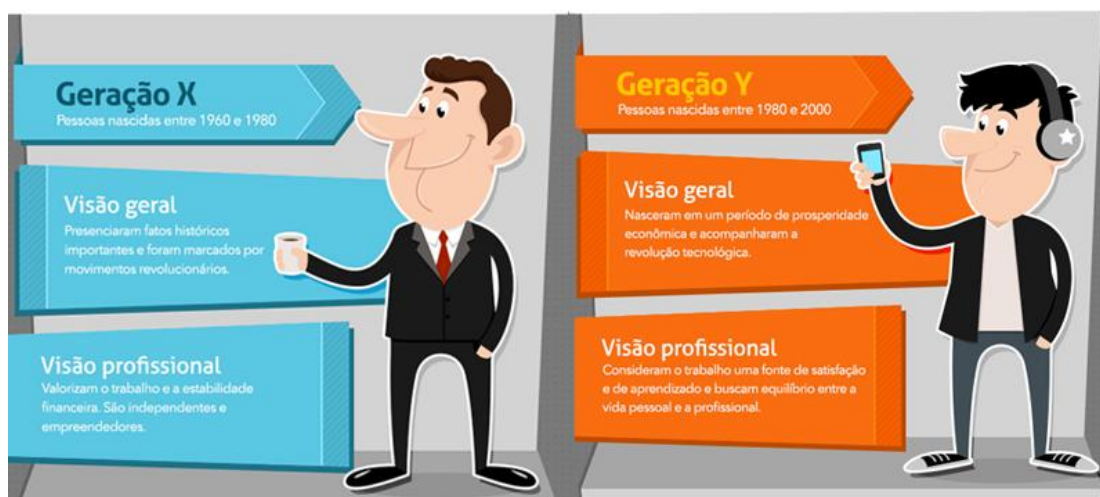 Geração X
Pessoas nascidas entre 1960 e 1980
Visão geral
Presenciaram fatos históricos
importantes e foram marcados por
movimentos revolucionários.
Visão profissional
Valorizam o trabalho e a estabilidade
financeira. São independentes e
empreendedores.
Geração Y
Pessoas nascidas entre 1980 e 2000
Visão geral
Nasceram em um período de prosperidade
econômica e acompanharam a
revolução tecnológica.
Visão profissional
Consideram o trabalho uma fonte de satisfação
e de aprendizado e buscam equilíbrio entre a
vida pessoal e a profissional.